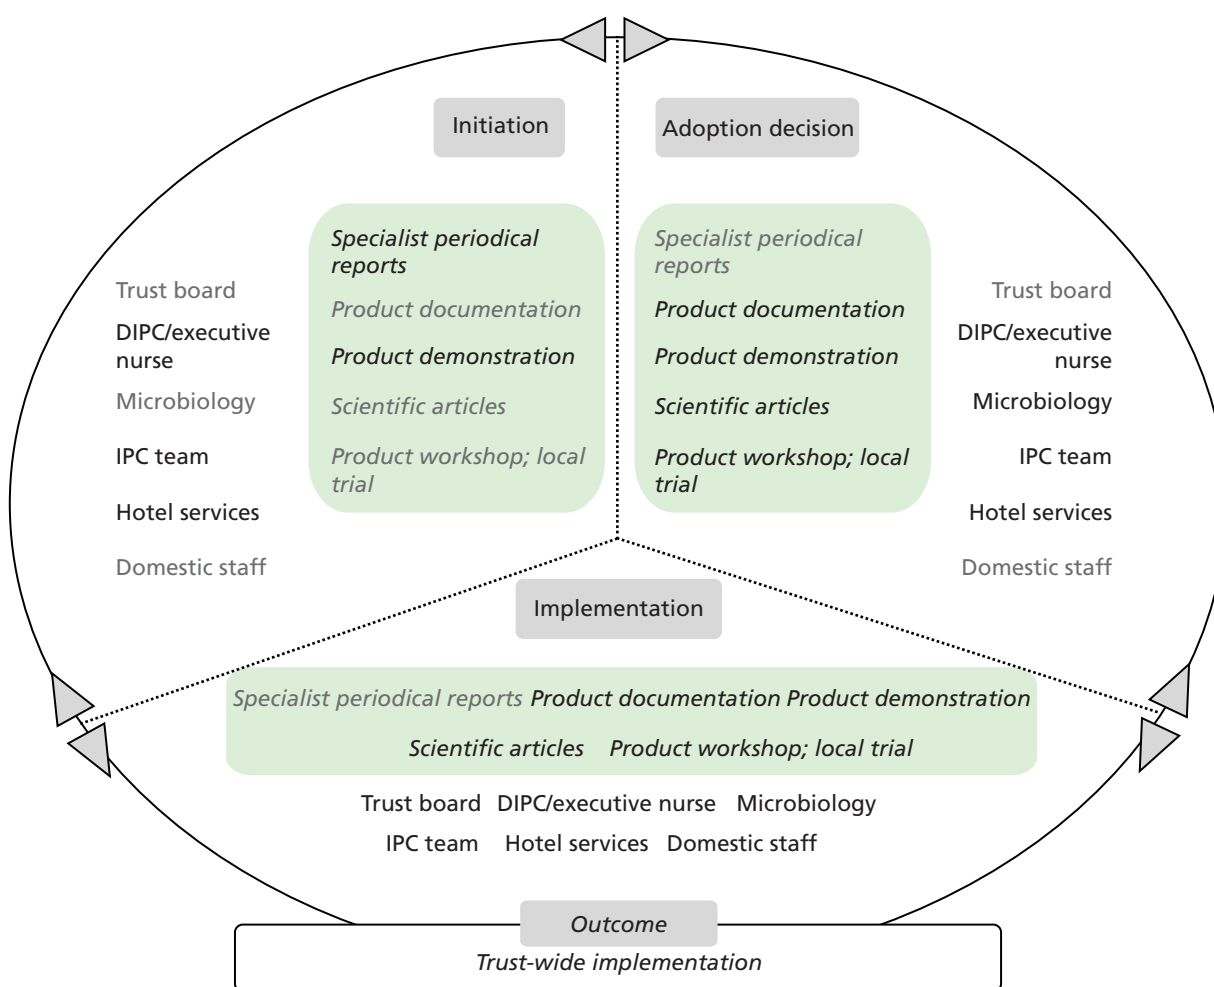 Initiation
Adoption decision
Specialist periodical
reports
Product documentation
Product demonstration
Scientific articles
Product workshop; local
trial
Specialist periodical
reports
Product documentation
Product demonstration
Scientific articles
Product workshop; local
trial
Trust board
DIPC/executive
nurse
Microbiology
IPC team
Hotel services
Domestic staff
Trust board
DIPC/executive
nurse
Microbiology
IPC team
Hotel services
Domestic staff
Implementation
Specialist periodical reports Product documentation Product demonstration
Scientific articles Product workshop; local trial
Trust board DIPC/executive nurse Microbiology
IPC team Hotel services Domestic staff
Outcome
Trust-wide implementation